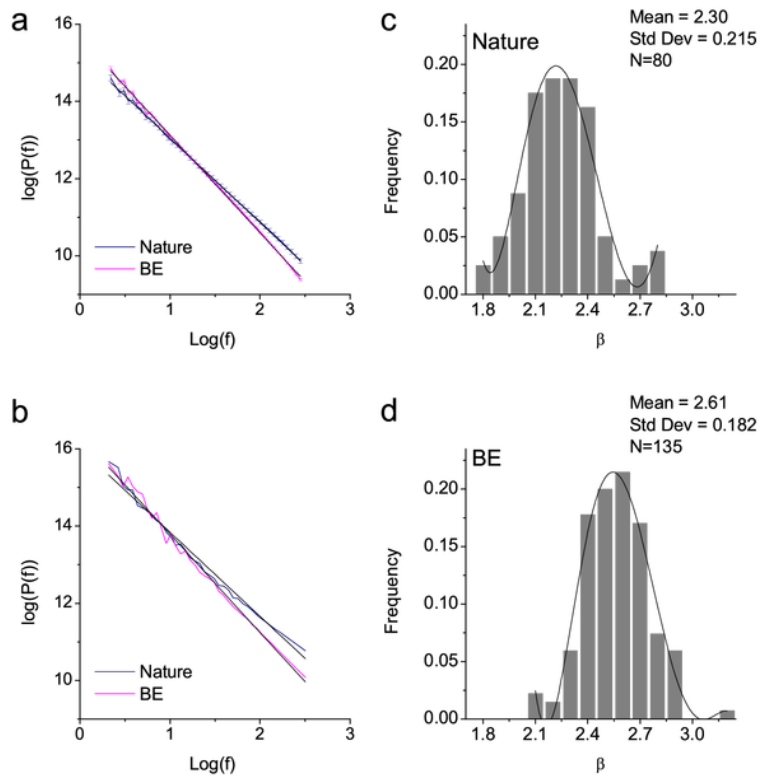 a
16
14
12
10
log(P(f))
Nature
BE
0
1
2
3
Log(f)
c
Nature
Mean = 2.30
Std Dev = 0.215
N=80
0.20
0.15
0.10
0.05
0.00
Frequency
1.8
2.1
2.4
2.7
3.0
β
b
16
14
12
10
log(P(f))
Nature
BE
0
1
2
3
Log(f)
d
BE
Mean = 2.61
Std Dev = 0.182
N=135
0.20
0.15
0.10
0.05
0.00
Frequency
1.8
2.1
2.4
2.7
3.0
β